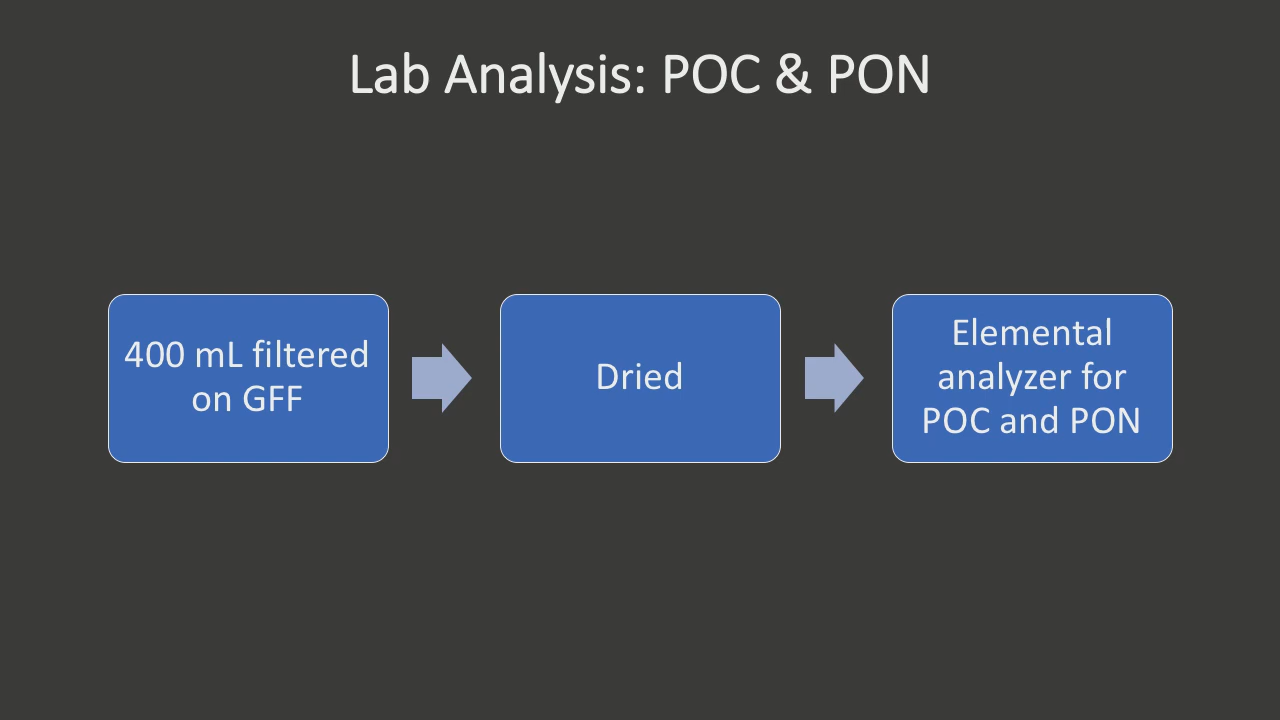 Lab Analysis: POC & PON
400 mL filtered
on GFF
Dried
Elemental
analyzer for
POC and PON